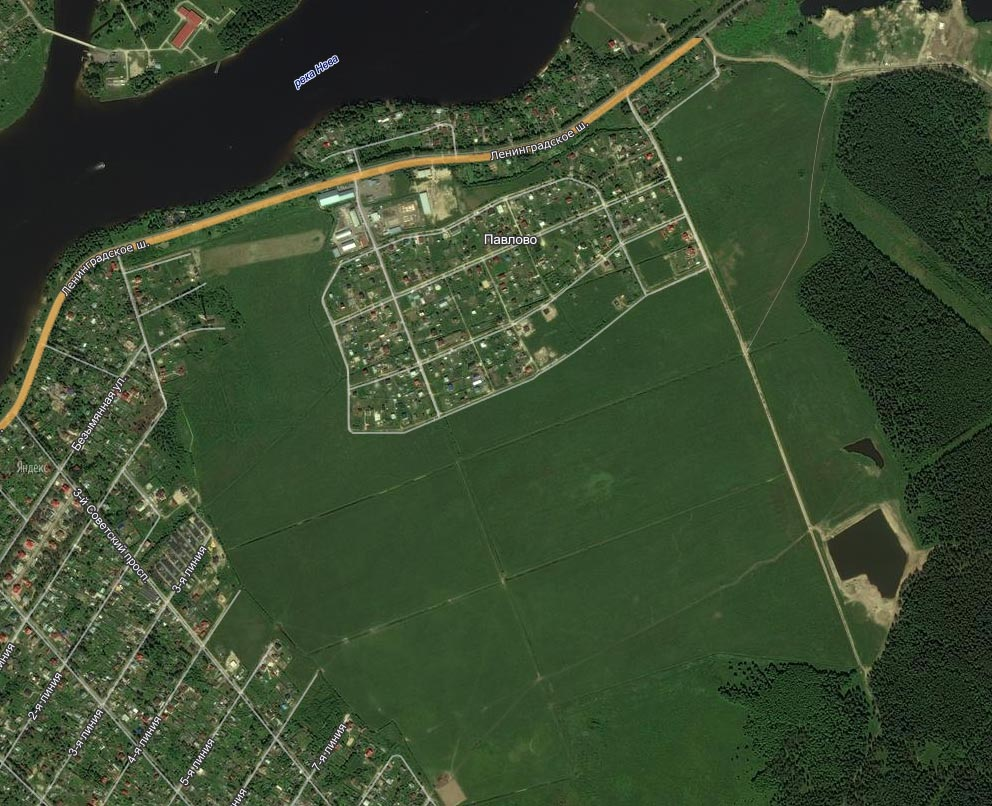 река Нева
Ленинградское ш.
Павлово
Ленинградское ш.
Безымянная ул.
Яндекс
3-й Советский просп.
3-я линия
2-я линия
3-я линия
4-я линия
5-я линия
7-я линия